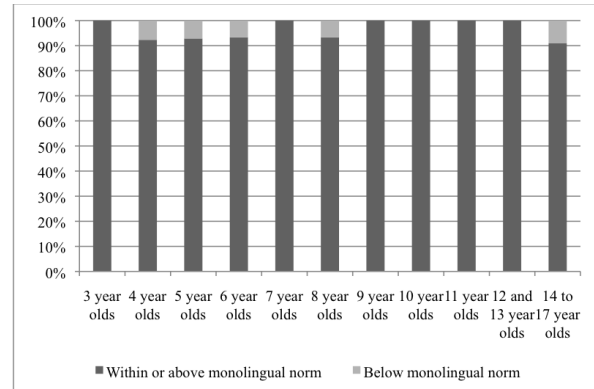 100%
90%
80%
70%
60%
50%
40%
30%
20%
10%
0%
3 year olds
4 year olds
5 year olds
6 year olds
7 year olds
8 year olds
9 year olds
10 year olds
11 year olds
12 and 13 year olds
14 to 17 year olds
Within or above monolingual norm
Below monolingual norm